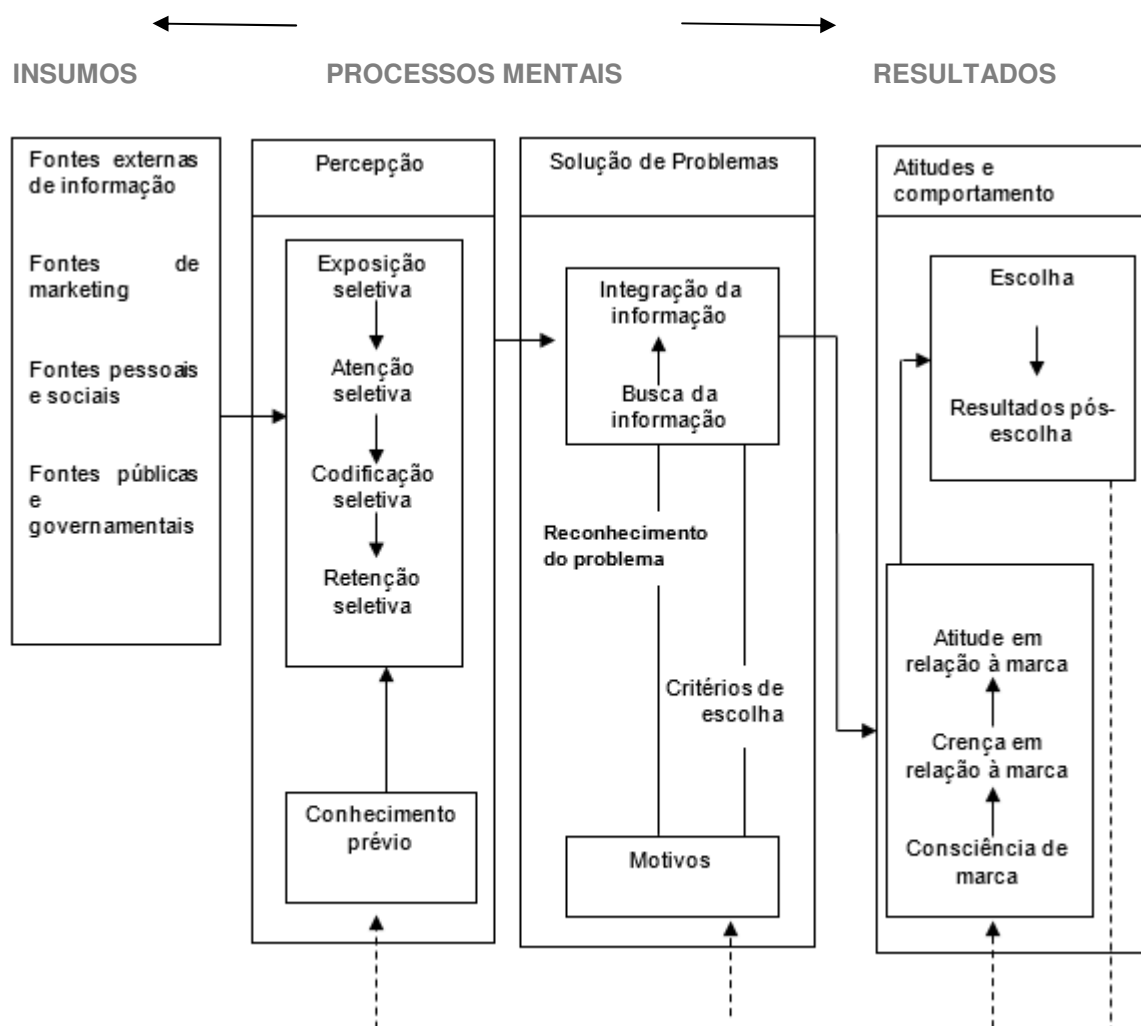 INSUMOS
PROCESSOS MENTAIS
RESULTADOS
Fontes externas
de informação
Fontes de
marketing
Fontes pessoais
e sociais
Fontes públicas
e
governamentais
Percepção
Exposição
seletiva
Atenção
seletiva
Codificação
seletiva
Retenção
seletiva
Conhecimento
prévio
Solução de Problemas
Integração da
informação
Busca da
informação
Reconhecimento
do problema
Critérios de
escolha
Motivos
Atitudes e
comportamento
Escolha
Resultados pós-
escolha
Atitude em
relação à marca
Crença em
relação à marca
Consciência de
marca